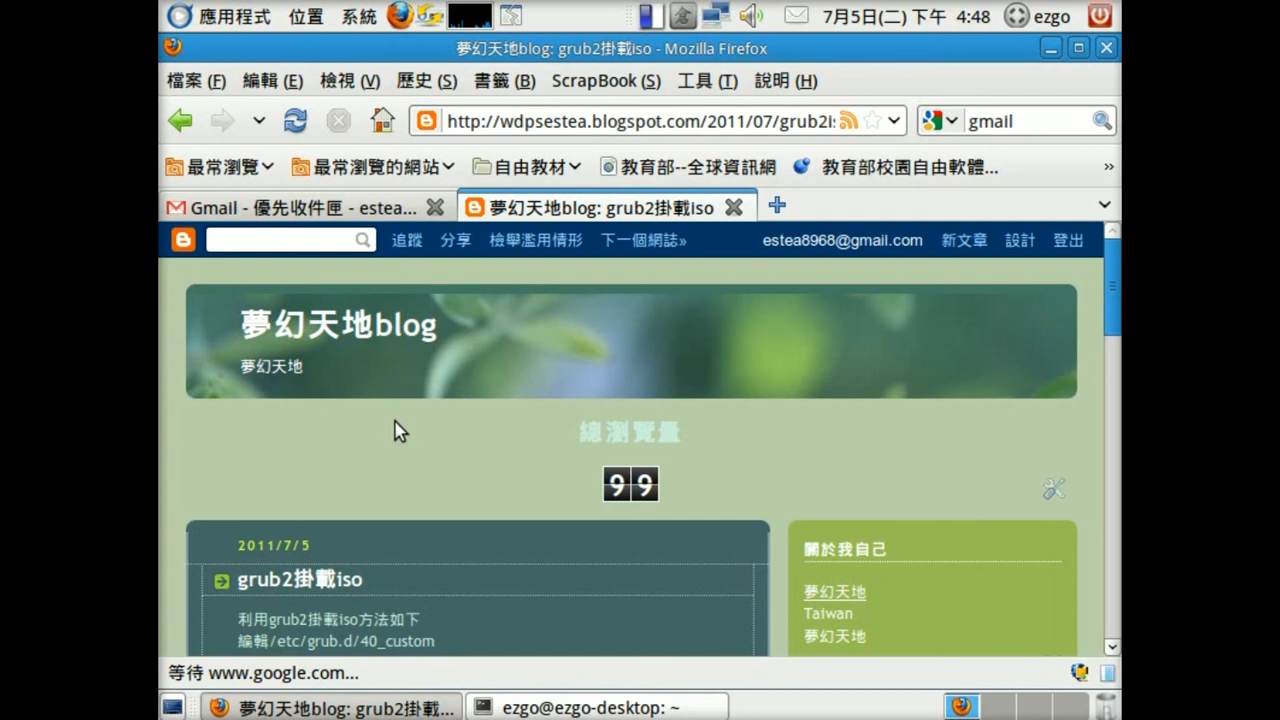 應用程式 位置 系統 倉 7月5日(二) 下午 4:48 ezgo
夢幻天地blog: grub2掛載iso - Mozilla Firefox
檔案 (F) 編輯 (E) 檢視 (V) 歷史 (S) 書籤 (B) ScrapBook (S) 工具 (T) 說明 (H)
http://wdpsestea.blogspot.com/2011/07/grub2i: gmail
最常瀏覽 最常瀏覽的網站 自由教材 教育部--全球資訊網 教育部校園自由軟體... »
Gmail - 優先收件匣 - estea... 夢幻天地blog: grub2掛載iso
追蹤 分享 檢舉濫用情形 下一個網誌» estea8968@gmail.com 新文章 設計 登出
夢幻天地blog
夢幻天地
總瀏覽量
99
2011/7/5
grub2掛載iso
利用grub2掛載iso方法如下
編輯/etc/grub.d/40_custom
關於我自己
夢幻天地
Taiwan
夢幻天地
等待 www.google.com...
夢幻天地blog: grub2掛載... ezgo@ezgo-desktop: ~